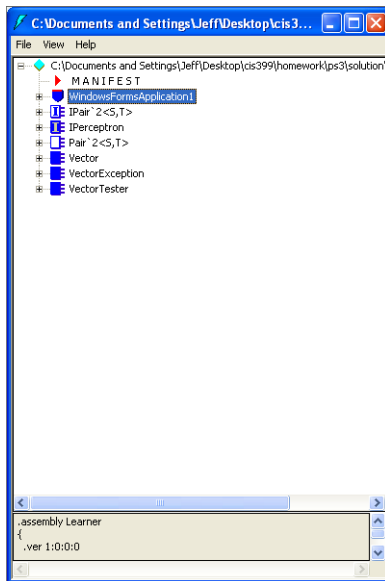 C:\Documents and Settings\Jeff\Desktop\cis3...
File View Help
C:\Documents and Settings\Jeff\Desktop\cis399\homework\ps3\solution\
M A N I F E S T
WindowsFormsApplication1
IPair`2<S,T>
IPerceptron
Pair`2<S,T>
Vector
VectorException
VectorTester
.assembly Learner
{
.ver 1:0:0:0